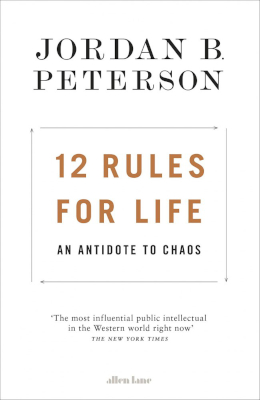 JORDAN B.
PETERSON
12 RULES
FOR LIFE
AN ANTIDOTE TO CHAOS
‘The most influential public intellectual
in the Western world right now’
THE NEW YORK TIMES
allen lane